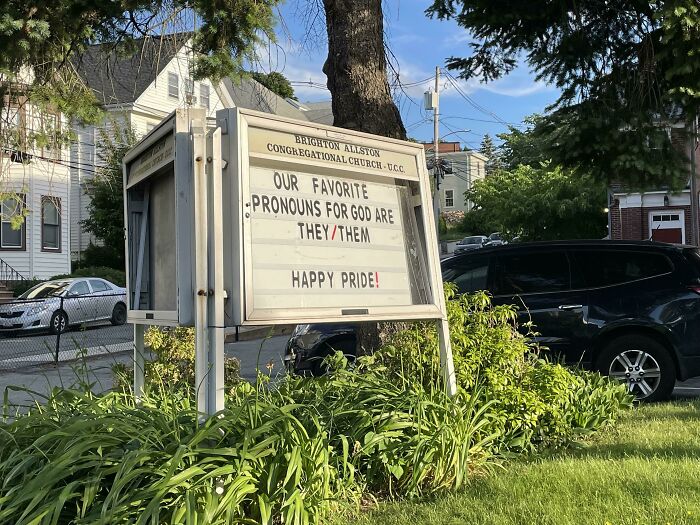 BRIGHTON ALLSTON
CONGREGATIONAL CHURCH - U.C.C.
OUR FAVORITE
PRONOUNS FOR GOD ARE
THEY/THEM
HAPPY PRIDE!